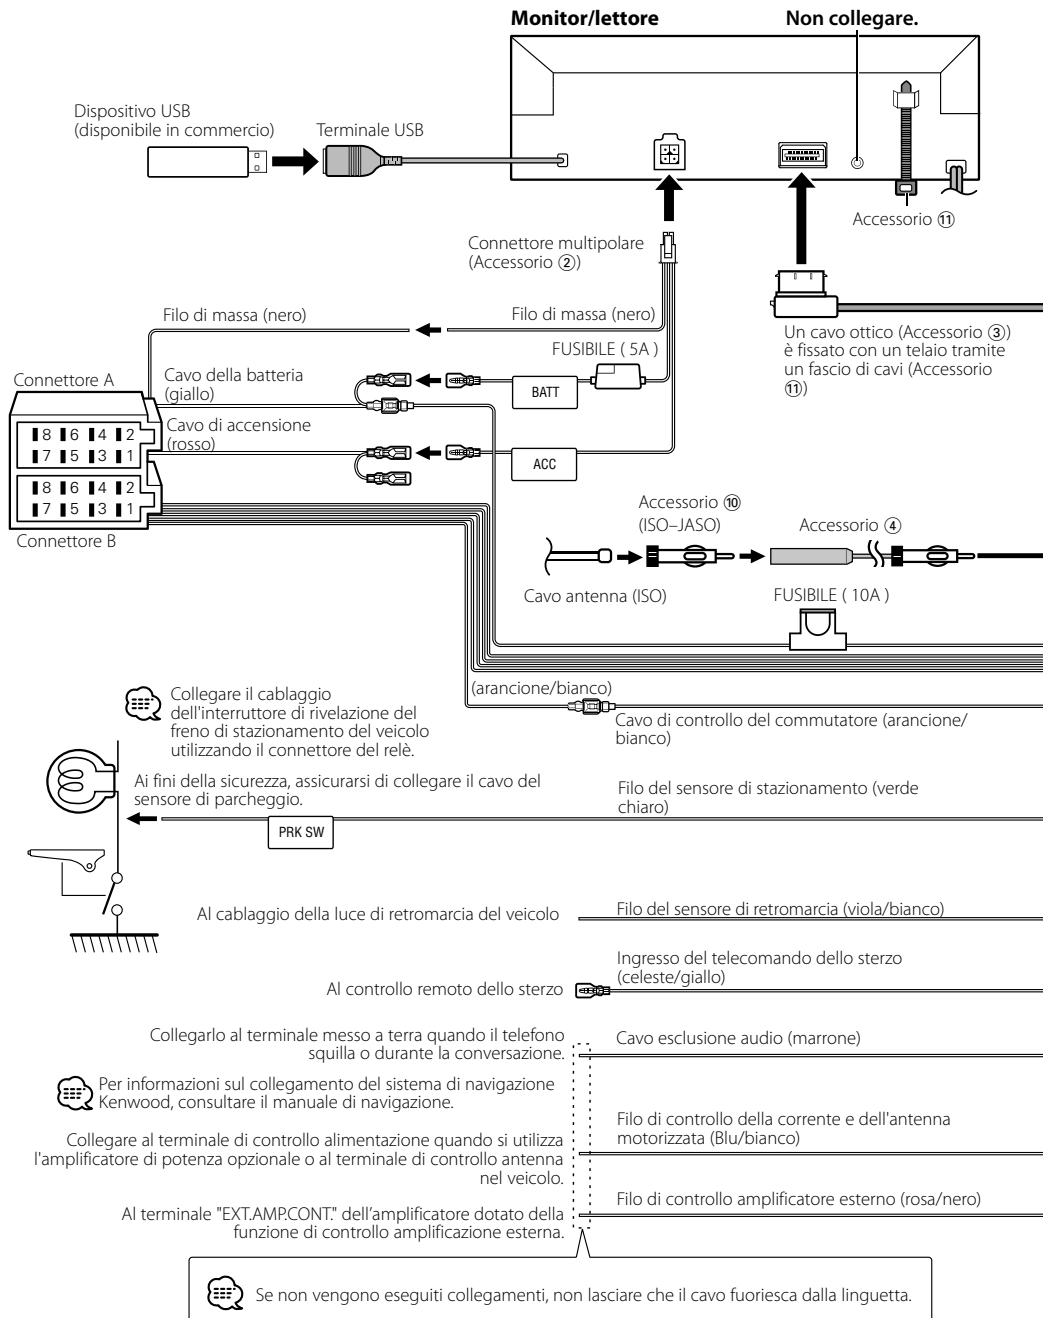 Monitor/lettore
Non collegare.
Dispositivo USB
(disponibile in commercio)
Terminale USB
Accessorio ⑪
Connettore multipolare
(Accessorio ②)
Filo di massa (nero)
Filo di massa (nero)
Un cavo ottico (Accessorio ③)
è fissato con un telaio tramite
un fascio di cavi (Accessorio
⑪)
FUSIBILE ( 5A )
Connettore A
Cavo della batteria
(giallo)
BATT
Cavo di accensione
(rosso)
ACC
8 6 4 2
7 5 3 1
8 6 4 2
7 5 3 1
Connettore B
Accessorio ⑩
(ISO–JASO)
Accessorio ④
Cavo antenna (ISO)
FUSIBILE ( 10A )
(arancione/bianco)
Cavo di controllo del commutatore (arancione/
bianco)
Collegare il cablaggio
dell'interruttore di rivelazione del
freno di stazionamento del veicolo
utilizzando il connettore del relè.
Ai fini della sicurezza, assicurarsi di collegare il cavo del
sensore di parcheggio.
Filo del sensore di stazionamento (verde
chiaro)
PRK SW
Al cablaggio della luce di retromarcia del veicolo
Filo del sensore di retromarcia (viola/bianco)
Ingresso del telecomando dello sterzo
(celeste/giallo)
Al controllo remoto dello sterzo
Collegarlo al terminale messo a terra quando il telefono
squilla o durante la conversazione.
Cavo esclusione audio (marrone)
Per informazioni sul collegamento del sistema di navigazione
Kenwood, consultare il manuale di navigazione.
Filo di controllo della corrente e dell'antenna
motorizzata (Blu/bianco)
Collegare al terminale di controllo alimentazione quando si utilizza
l'amplificatore di potenza opzionale o al terminale di controllo antenna
nel veicolo.
Filo di controllo amplificatore esterno (rosa/nero)
Al terminale "EXT.AMP.CONT." dell'amplificatore dotato della
funzione di controllo amplificazione esterna.
Se non vengono eseguiti collegamenti, non lasciare che il cavo fuoriesca dalla linguetta.